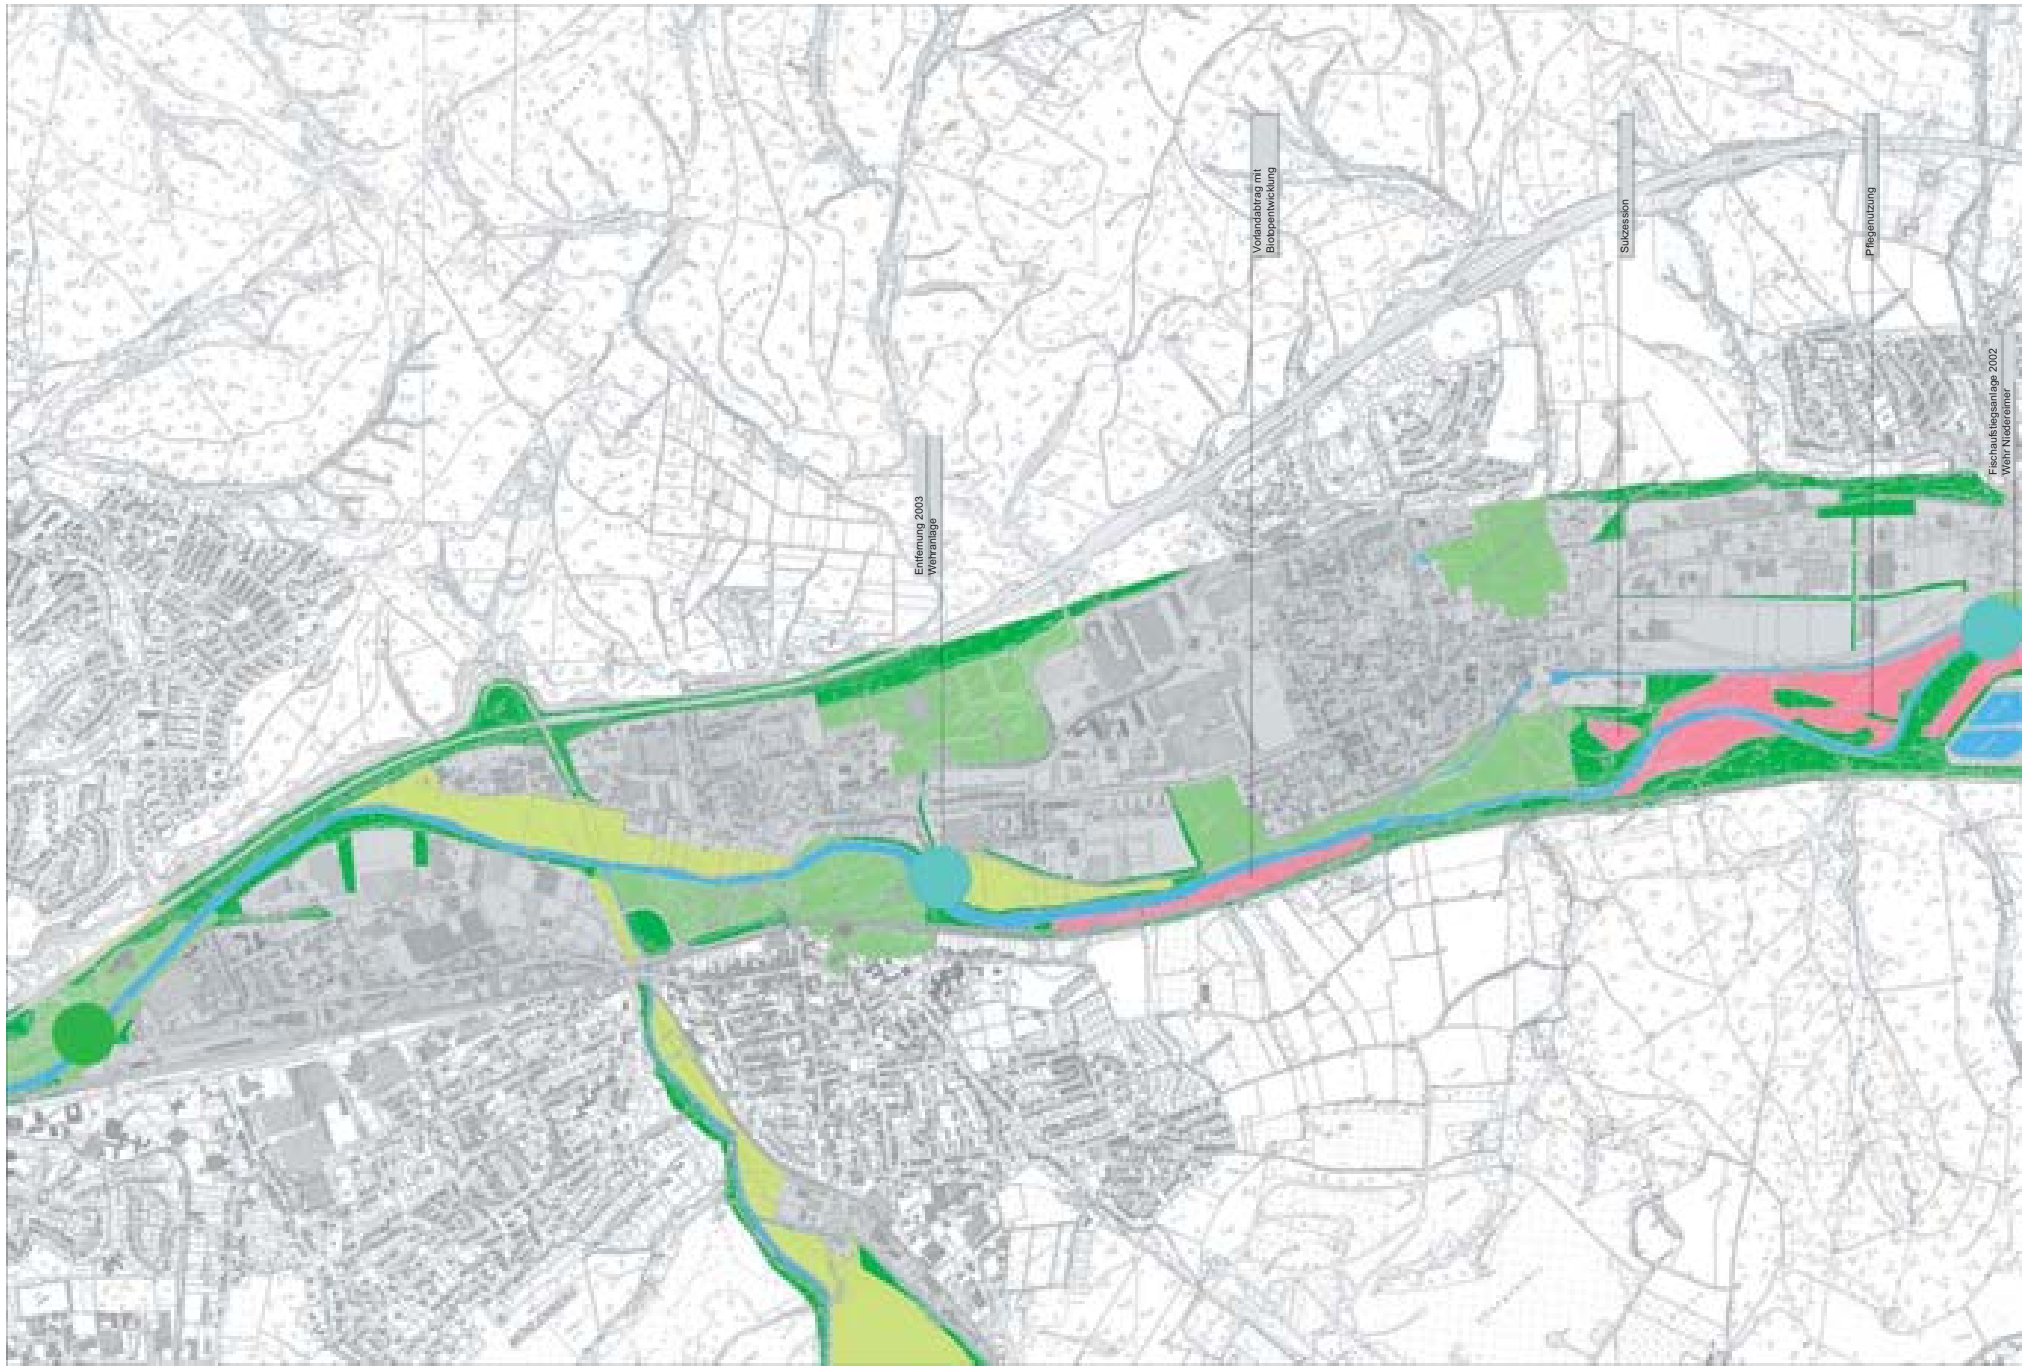 Entfernung 2003
Wehranlage
Vorlandabtrag mit
Biotopentwicklung
Sukzession
Pflegenutzung
Fischaufstiegsanlage 2002
Wehr Niedereimer